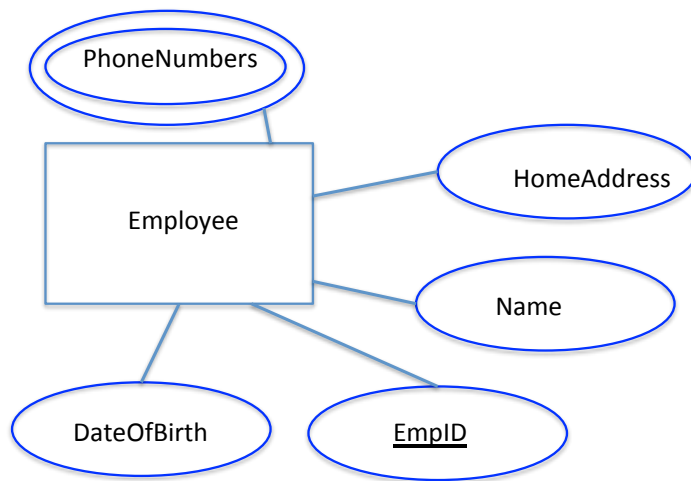 PhoneNumbers
HomeAddress
Employee
Name
DateOfBirth
EmpID